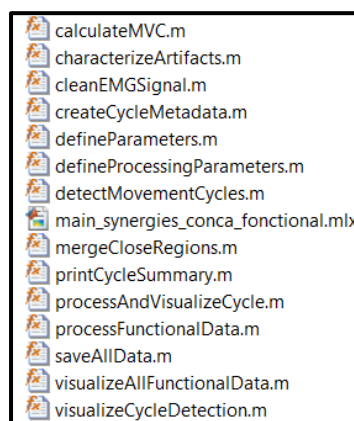 calculateMVC.m
characterizeArtifacts.m
cleanEMGSignal.m
createCycleMetadata.m
defineParameters.m
defineProcessingParameters.m
detectMovementCycles.m
main_synergies_conca_fonctional.mlx
mergeCloseRegions.m
printCycleSummary.m
processAndVisualizeCycle.m
processFunctionalData.m
saveAllData.m
visualizeAllFunctionalData.m
visualizeCycleDetection.m